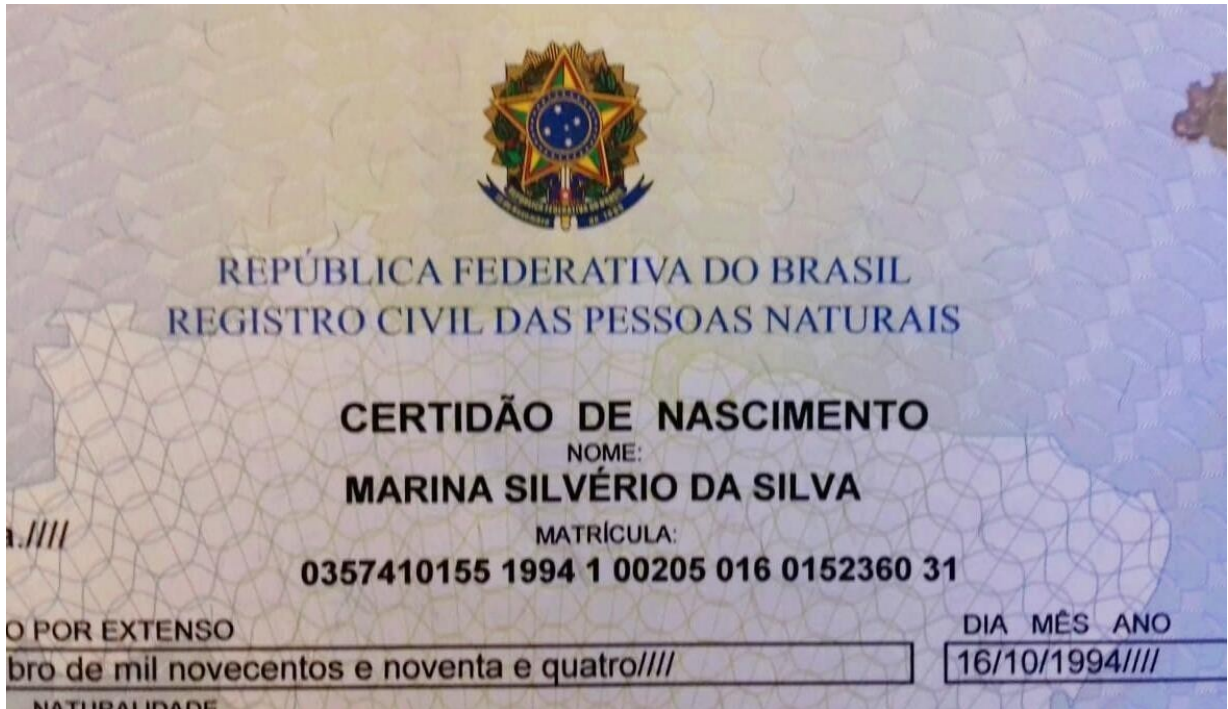 REPÚBLICA FEDERATIVA DO BRASIL
REGISTRO CIVIL DAS PESSOAS NATURAIS
CERTIDÃO DE NASCIMENTO
NOME:
MARINA SILVÉRIO DA SILVA
a.////
MATRÍCULA:
0357410155 1994 1 00205 016 0152360 31
O POR EXTENSO
DIA MÊS ANO
bro de mil novecentos e noventa e quatro////
16/10/1994////
NATURALIDADE